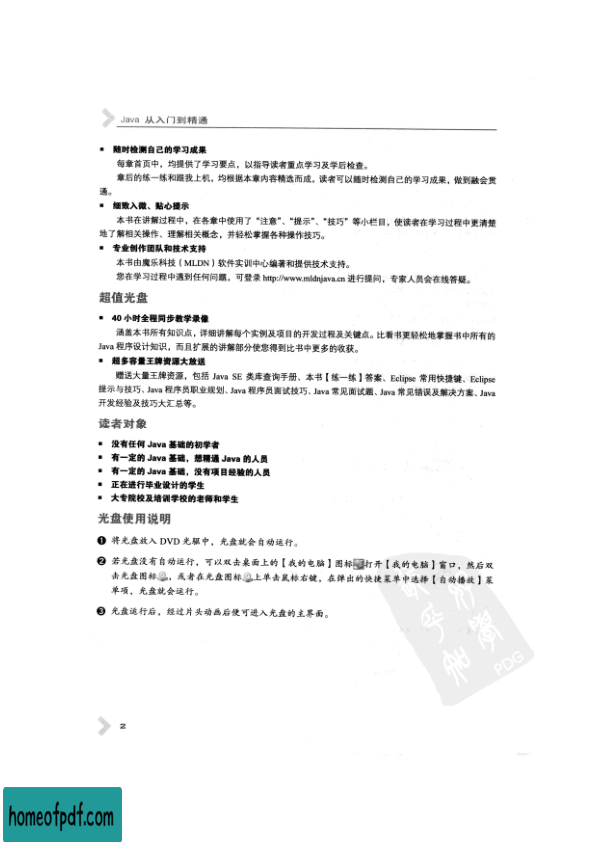 Java 从入门到精通
■ 随时检测自己的学习成果
每章首页中，均提供了学习要点，以指导读者重点学习及学后检查。
章后的练一练和跟我上机，均根据本章内容精选而成，读者可以随时检测自己的学习成果，做到融会贯
通。
■ 细致入微、贴心提示
本书在讲解过程中，在各章中使用了“注意”、“提示”、“技巧”等小栏目，使读者在学习过程中更清楚
地了解相关操作、理解相关概念，并轻松掌握各种操作技巧。
■ 专业创作团队和技术支持
本书由魔乐科技（MLDN）软件实训中心编著和提供技术支持。
您在学习过程中遇到任何问题，可登录 http://www.mldnjava.cn 进行提问，专家人员会在线答疑。
超值光盘
■ 40 小时全程同步教学录像
涵盖本书所有知识点，详细讲解每个实例及项目的开发过程及关键点。比看书更轻松地掌握书中所有的
Java 程序设计知识，而且扩展的讲解部分使您得到比书中更多的收获。
■ 超多容量王牌资源大放送
赠送大量王牌资源，包括 Java SE 类库查询手册、本书【练一练】答案、Eclipse 常用快捷键、Eclipse
提示与技巧、Java 程序员职业规划、Java 程序员面试技巧、Java 常见面试题、Java 常见错误及解决方案、Java
开发经验及技巧大汇总等。
读者对象
■ 没有任何 Java 基础的初学者
■ 有一定的 Java 基础，想精通 Java 的人员
■ 有一定的 Java 基础，没有项目经验的人员
■ 正在进行毕业设计的学生
■ 大专院校及培训学校的老师和学生
光盘使用说明
❶ 将光盘放入 DVD 光驱中，光盘就会自动运行。
❷ 若光盘没有自动运行，可以双击桌面上的【我的电脑】图标打开【我的电脑】窗口，然后双
击光盘图标，或者在光盘图标上单击鼠标右键，在弹出的快捷菜单中选择【自动播放】菜
单项，光盘就会运行。
❸ 光盘运行后，经过片头动画后便可进入光盘的主界面。
PDG
2
homeofpdf.com